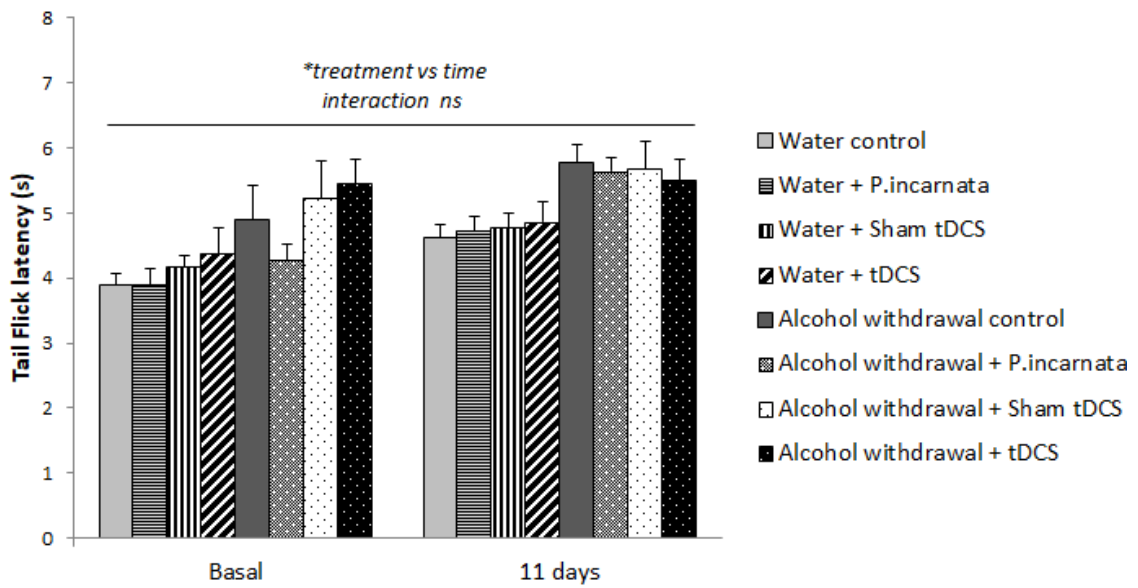 8
7
6
5
4
3
2
1
0
Tail Flick latency (s)
*treatment vs time
interaction ns
Basal
11 days
Water control
Water + P.incarnata
Water + Sham tDCS
Water + tDCS
Alcohol withdrawal control
Alcohol withdrawal + P.incarnata
Alcohol withdrawal + Sham tDCS
Alcohol withdrawal + tDCS